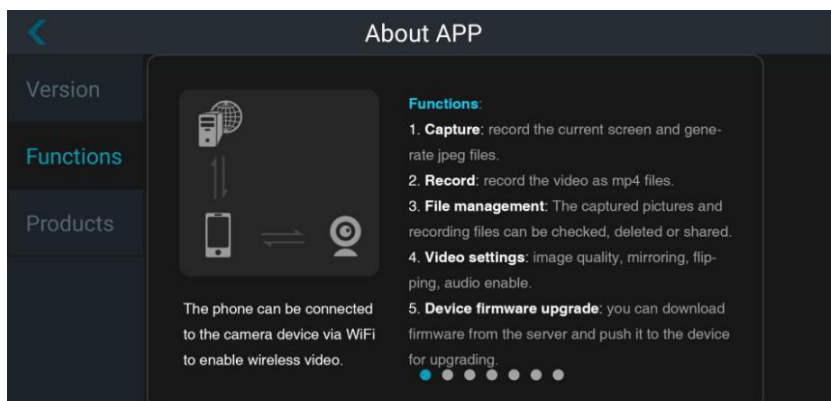 About APP
Version
Functions
Products
The phone can be connected
to the camera device via WiFi
to enable wireless video.
Functions:
1. Capture: record the current screen and gene-
rate jpeg files.
2. Record: record the video as mp4 files.
3. File management: The captured pictures and
recording files can be checked, deleted or shared.
4. Video settings: image quality, mirroring, flip-
ping, audio enable.
5. Device firmware upgrade: you can download
firmware from the server and push it to the device
for upgrading.